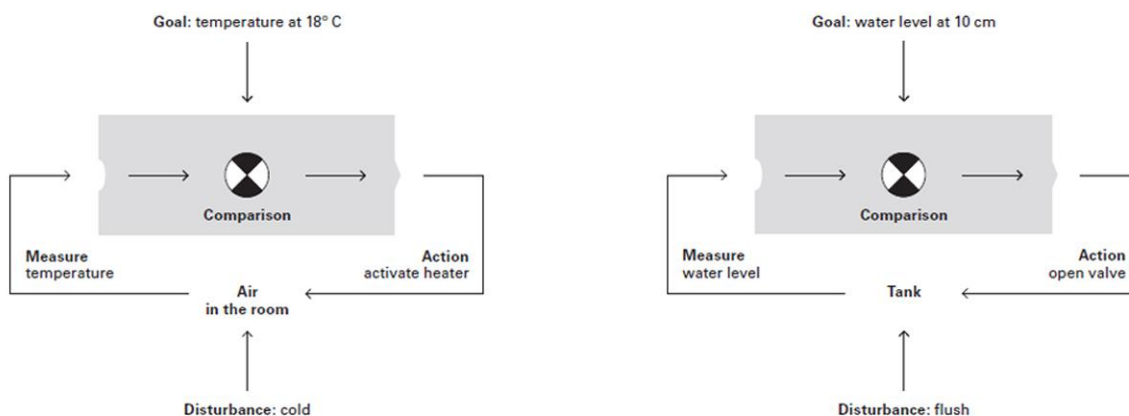 Goal: temperature at 18° C
Comparison
Measure
temperature
Action
activate heater
Air
in the room
Disturbance: cold
Goal: water level at 10 cm
Comparison
Measure
water level
Action
open valve
Tank
Disturbance: flush